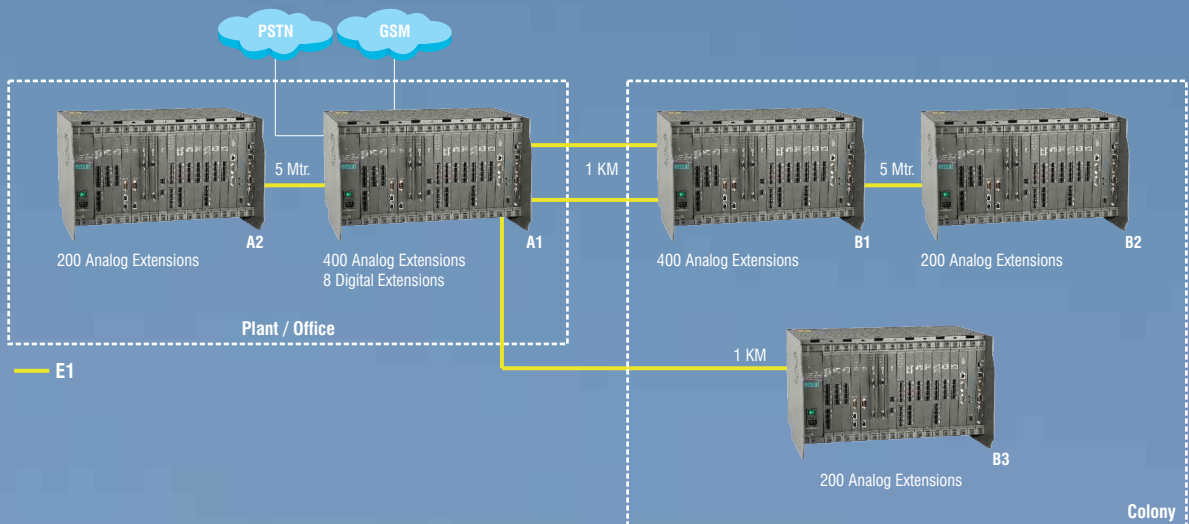 PSTN
GSM
5 Mtr.
1 KM
5 Mtr.
A2
A1
B1
B2
200 Analog Extensions
400 Analog Extensions
8 Digital Extensions
400 Analog Extensions
200 Analog Extensions
Plant / Office
E1
1 KM
B3
200 Analog Extensions
Colony